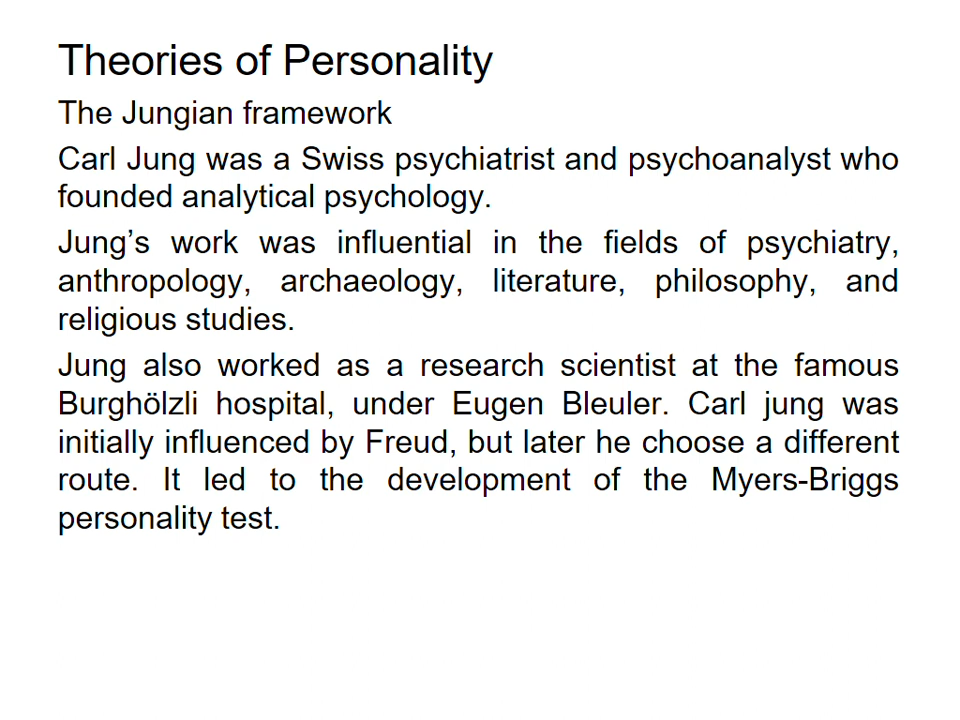 Theories of Personality
The Jungian framework
Carl Jung was a Swiss psychiatrist and psychoanalyst who
founded analytical psychology.
Jung’s work was influential in the fields of psychiatry,
anthropology, archaeology, literature, philosophy, and
religious studies.
Jung also worked as a research scientist at the famous
Burghölzli hospital, under Eugen Bleuler. Carl jung was
initially influenced by Freud, but later he choose a different
route. It led to the development of the Myers-Briggs
personality test.